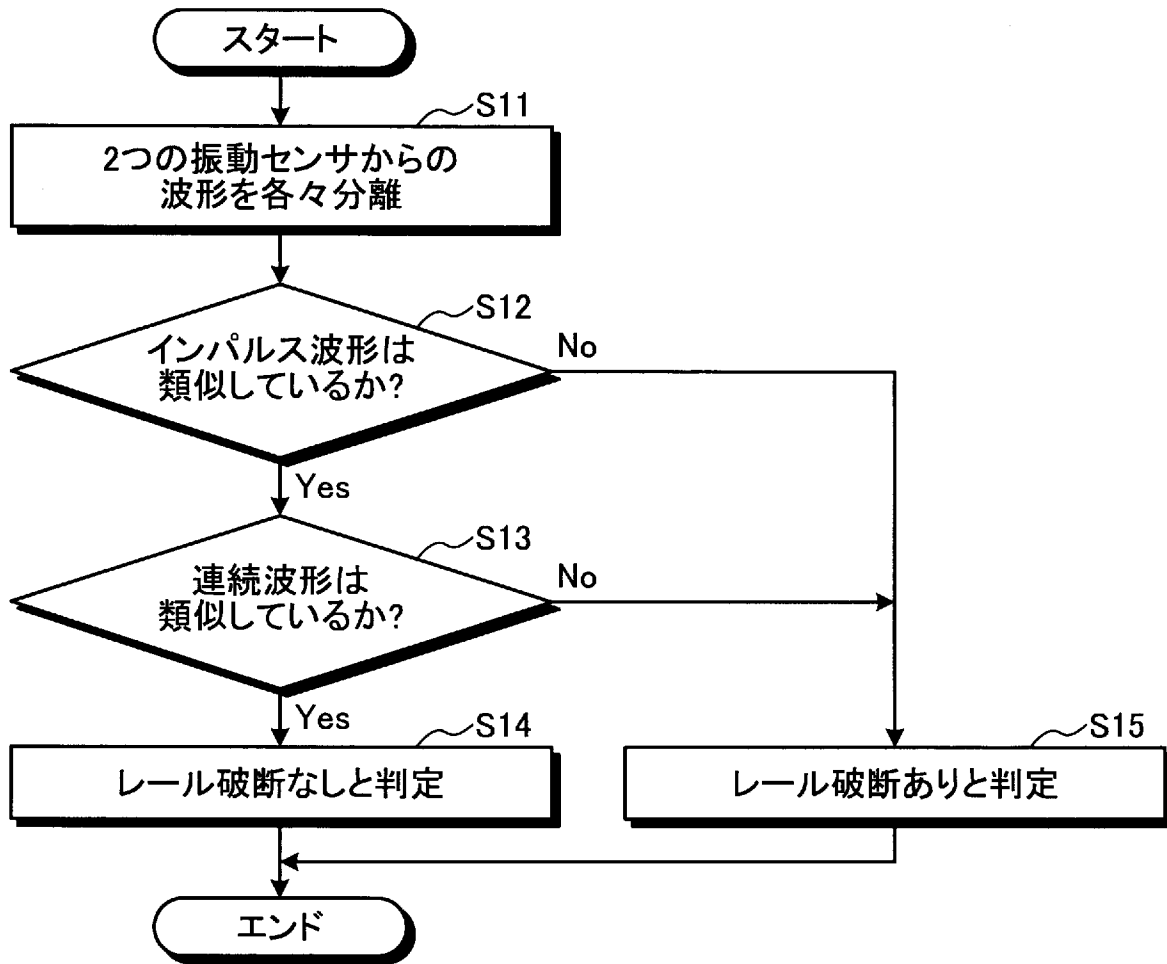 スタート
S11
2つの振動センサからの
波形を各々分離
S12
インパルス波形は
類似しているか?
No
Yes
S13
連続波形は
類似しているか?
No
Yes
S14
レール破断なしと判定
S15
レール破断ありと判定
エンド